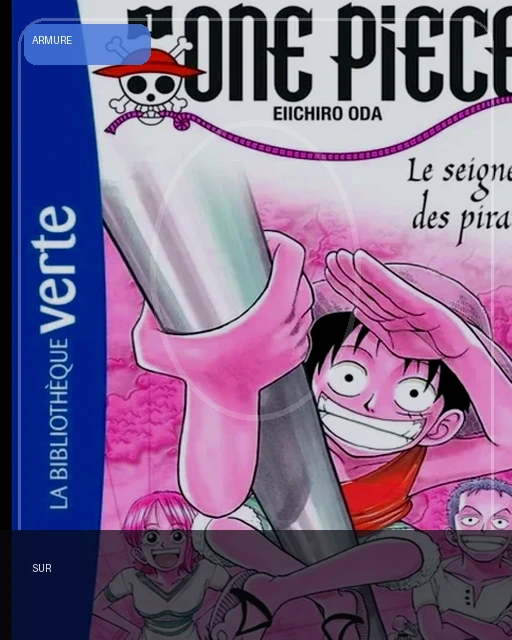 ARMURE
ONE PIECE
EIICHIRO ODA
Le seigne
des pira
LA BIBLIOTHÈQUE verte
SUR